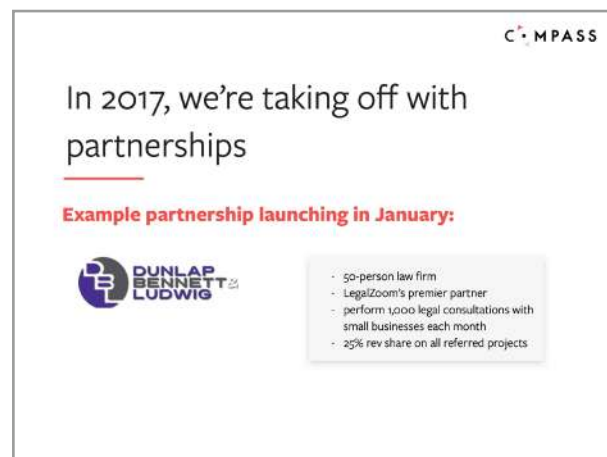 COMPASS
In 2017, we're taking off with
partnerships
Example partnership launching in January:
DBL
DUNLAP
BENNETT &
LUDWIG
- 50-person law firm
- LegalZoom's premier partner
- perform 1,000 legal consultations with
small businesses each month
- 25% rev share on all referred projects